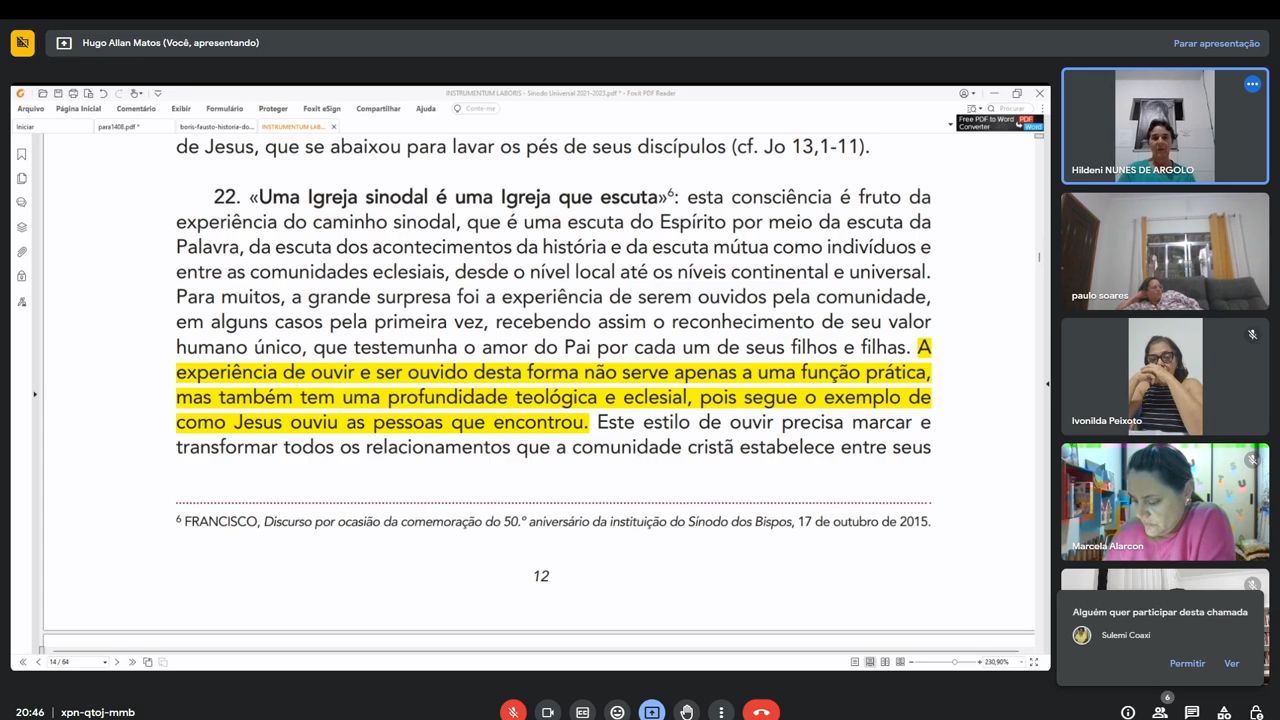 Hugo Allan Matos (Você, apresentando)
Parar apresentação
INSTRUMENTUM LABORIS - Sínodo Universal 2021-2023.pdf * - Foxit PDF Reader
Arquivo Página Inicial Comentário Exibir Formulário Proteger Foxit eSign Compartilhar Ajuda Conte-me Procurar
Iniciar para1408.pdf * boris-fausto-historia-do... INSTRUMENTUM LAB...
Free PDF to Word
Converter
PDF
Word
de Jesus, que se abaixou para lavar os pés de seus discípulos (cf. Jo 13,1-11).
22. «Uma Igreja sinodal é uma Igreja que escuta»⁶: esta consciência é fruto da
experiência do caminho sinodal, que é uma escuta do Espírito por meio da escuta da
Palavra, da escuta dos acontecimentos da história e da escuta mútua como indivíduos e
entre as comunidades eclesiais, desde o nível local até os níveis continental e universal.
Para muitos, a grande surpresa foi a experiência de serem ouvidos pela comunidade,
em alguns casos pela primeira vez, recebendo assim o reconhecimento de seu valor
humano único, que testemunha o amor do Pai por cada um de seus filhos e filhas. A
experiência de ouvir e ser ouvido desta forma não serve apenas a uma função prática,
mas também tem uma profundidade teológica e eclesial, pois segue o exemplo de
como Jesus ouviu as pessoas que encontrou. Este estilo de ouvir precisa marcar e
transformar todos os relacionamentos que a comunidade cristã estabelece entre seus
⁶ FRANCISCO, Discurso por ocasião da comemoração do 50.º aniversário da instituição do Sínodo dos Bispos, 17 de outubro de 2015.
12
14 / 64
230,90%
Hildeni NUNES DE ARGOLO
paulo soares
Ivonilda Peixoto
Marcela Alarcon
Alguém quer participar desta chamada
Sulemi Coaxi
Permitir Ver
6
20:46 xpn-qtoj-mmb